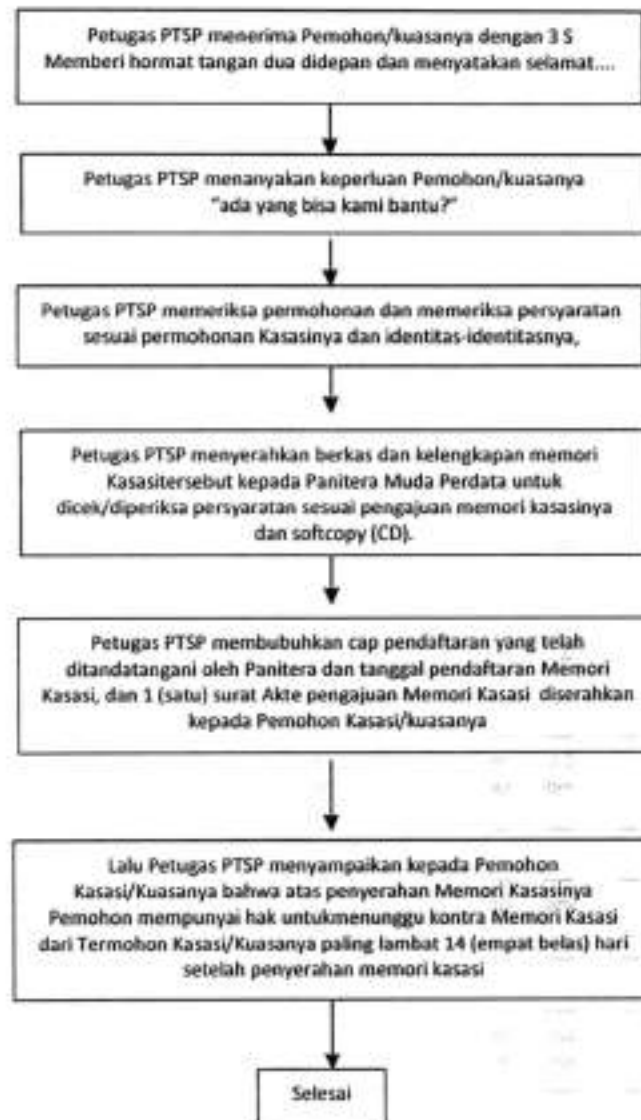 Petugas PTSP menerima Pemohon/kuasanya dengan 3 S
Memberi hormat tangan dua didepan dan menyatakan selamat....
Petugas PTSP menanyakan keperluan Pemohon/kuasanya
"ada yang bisa kami bantu?"
Petugas PTSP memeriksa permohonan dan memeriksa persyaratan
sesuai permohonan Kasasinya dan identitas-identitasnya,
Petugas PTSP menyerahkan berkas dan kelengkapan memori
Kasasitersebut kepada Panitera Muda Perdata untuk
dicek/diperiksa persyaratan sesuai pengajuan memori kasasinya
dan softcopy (CD).
Petugas PTSP membubuhkan cap pendaftaran yang telah
ditandatangani oleh Panitera dan tanggal pendaftaran Memori
Kasasi, dan 1 (satu) surat Akte pengajuan Memori Kasasi diserahkan
kepada Pemohon Kasasi/kuasanya
Lalu Petugas PTSP menyampaikan kepada Pemohon
Kasasi/Kuasanya bahwa atas penyerahan Memori Kasasinya
Pemohon mempunyai hak untukmenunggu kontra Memori Kasasi
dari Termohon Kasasi/Kuasanya paling lambat 14 (empat belas) hari
setelah penyerahan memori kasasi
Selesai